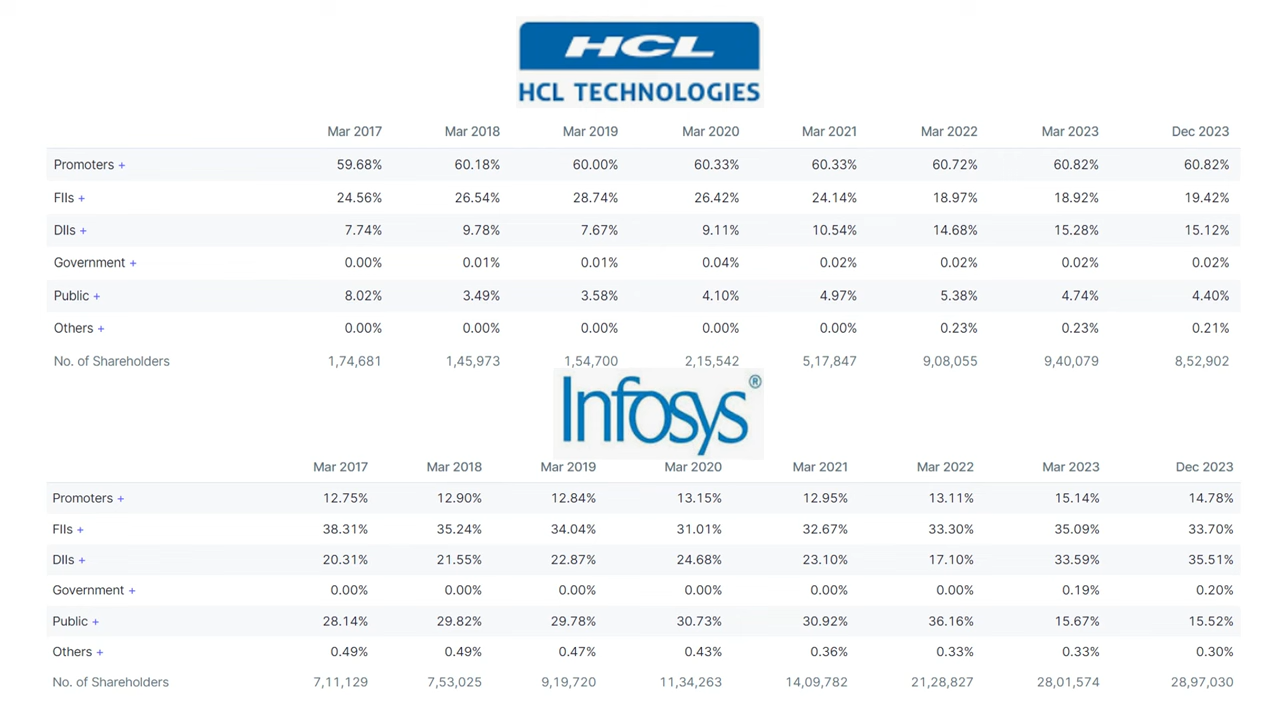 HCL
HCL TECHNOLOGIES
Mar 2017 Mar 2018 Mar 2019 Mar 2020 Mar 2021 Mar 2022 Mar 2023 Dec 2023
Promoters + 59.68% 60.18% 60.00% 60.33% 60.33% 60.72% 60.82% 60.82%
FIIs + 24.56% 26.54% 28.74% 26.42% 24.14% 18.97% 18.92% 19.42%
DIIs + 7.74% 9.78% 7.67% 9.11% 10.54% 14.68% 15.28% 15.12%
Government + 0.00% 0.01% 0.01% 0.04% 0.02% 0.02% 0.02% 0.02%
Public + 8.02% 3.49% 3.58% 4.10% 4.97% 5.38% 4.74% 4.40%
Others + 0.00% 0.00% 0.00% 0.00% 0.00% 0.23% 0.23% 0.21%
No. of Shareholders 1,74,681 1,45,973 1,54,700 2,15,542 5,17,847 9,08,055 9,40,079 8,52,902
Infosys®
Mar 2017 Mar 2018 Mar 2019 Mar 2020 Mar 2021 Mar 2022 Mar 2023 Dec 2023
Promoters + 12.75% 12.90% 12.84% 13.15% 12.95% 13.11% 15.14% 14.78%
FIIs + 38.31% 35.24% 34.04% 31.01% 32.67% 33.30% 35.09% 33.70%
DIIs + 20.31% 21.55% 22.87% 24.68% 23.10% 17.10% 33.59% 35.51%
Government + 0.00% 0.00% 0.00% 0.00% 0.00% 0.00% 0.19% 0.20%
Public + 28.14% 29.82% 29.78% 30.73% 30.92% 36.16% 15.67% 15.52%
Others + 0.49% 0.49% 0.47% 0.43% 0.36% 0.33% 0.33% 0.30%
No. of Shareholders 7,11,129 7,53,025 9,19,720 11,34,263 14,09,782 21,28,827 28,01,574 28,97,030